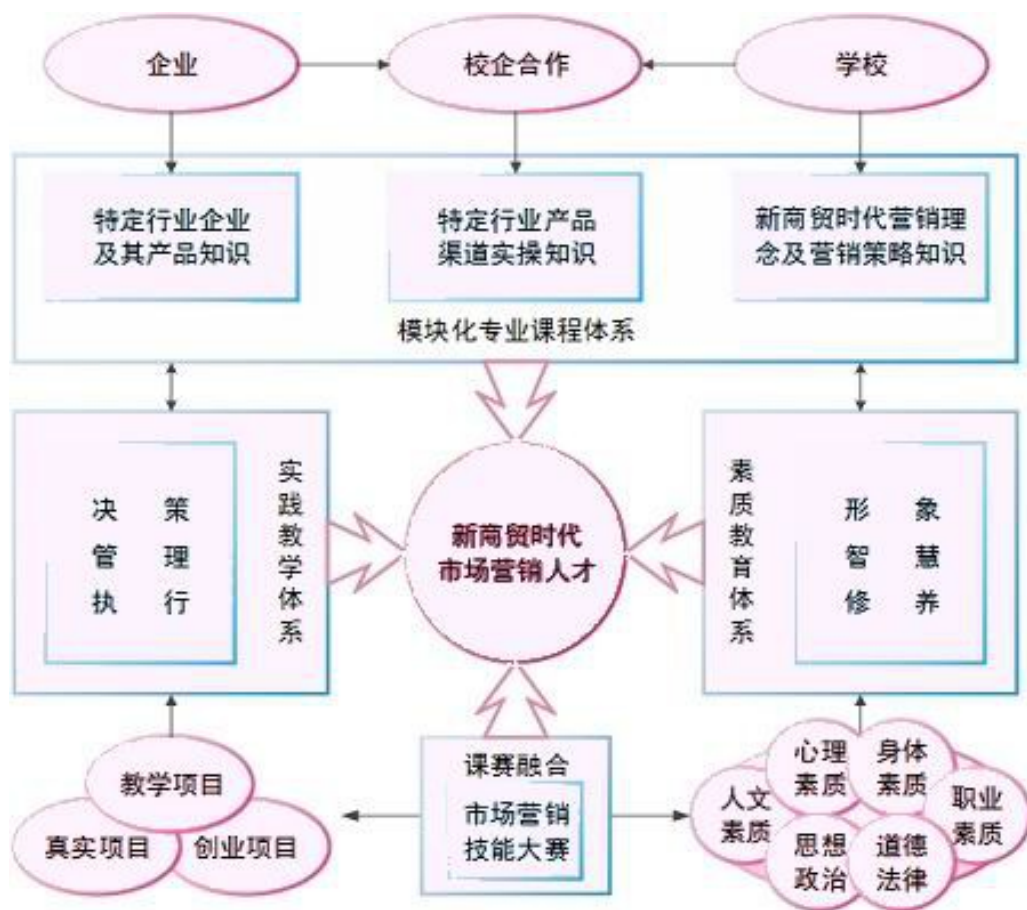 企业
校企合作
学校
特定行业企业
及其产品知识
特定行业产品
渠道实操知识
新商贸时代营销理
念及营销策略知识
模块化专业课程体系
决策
管理
执行
实践教学体系
新商贸时代
市场营销人才
素质教育体系
形象
智慧
修养
教学项目
真实项目
创业项目
课赛融合
市场营销
技能大赛
心理
素质
身体
素质
人文
素质
职业
素质
思想
政治
道德
法律